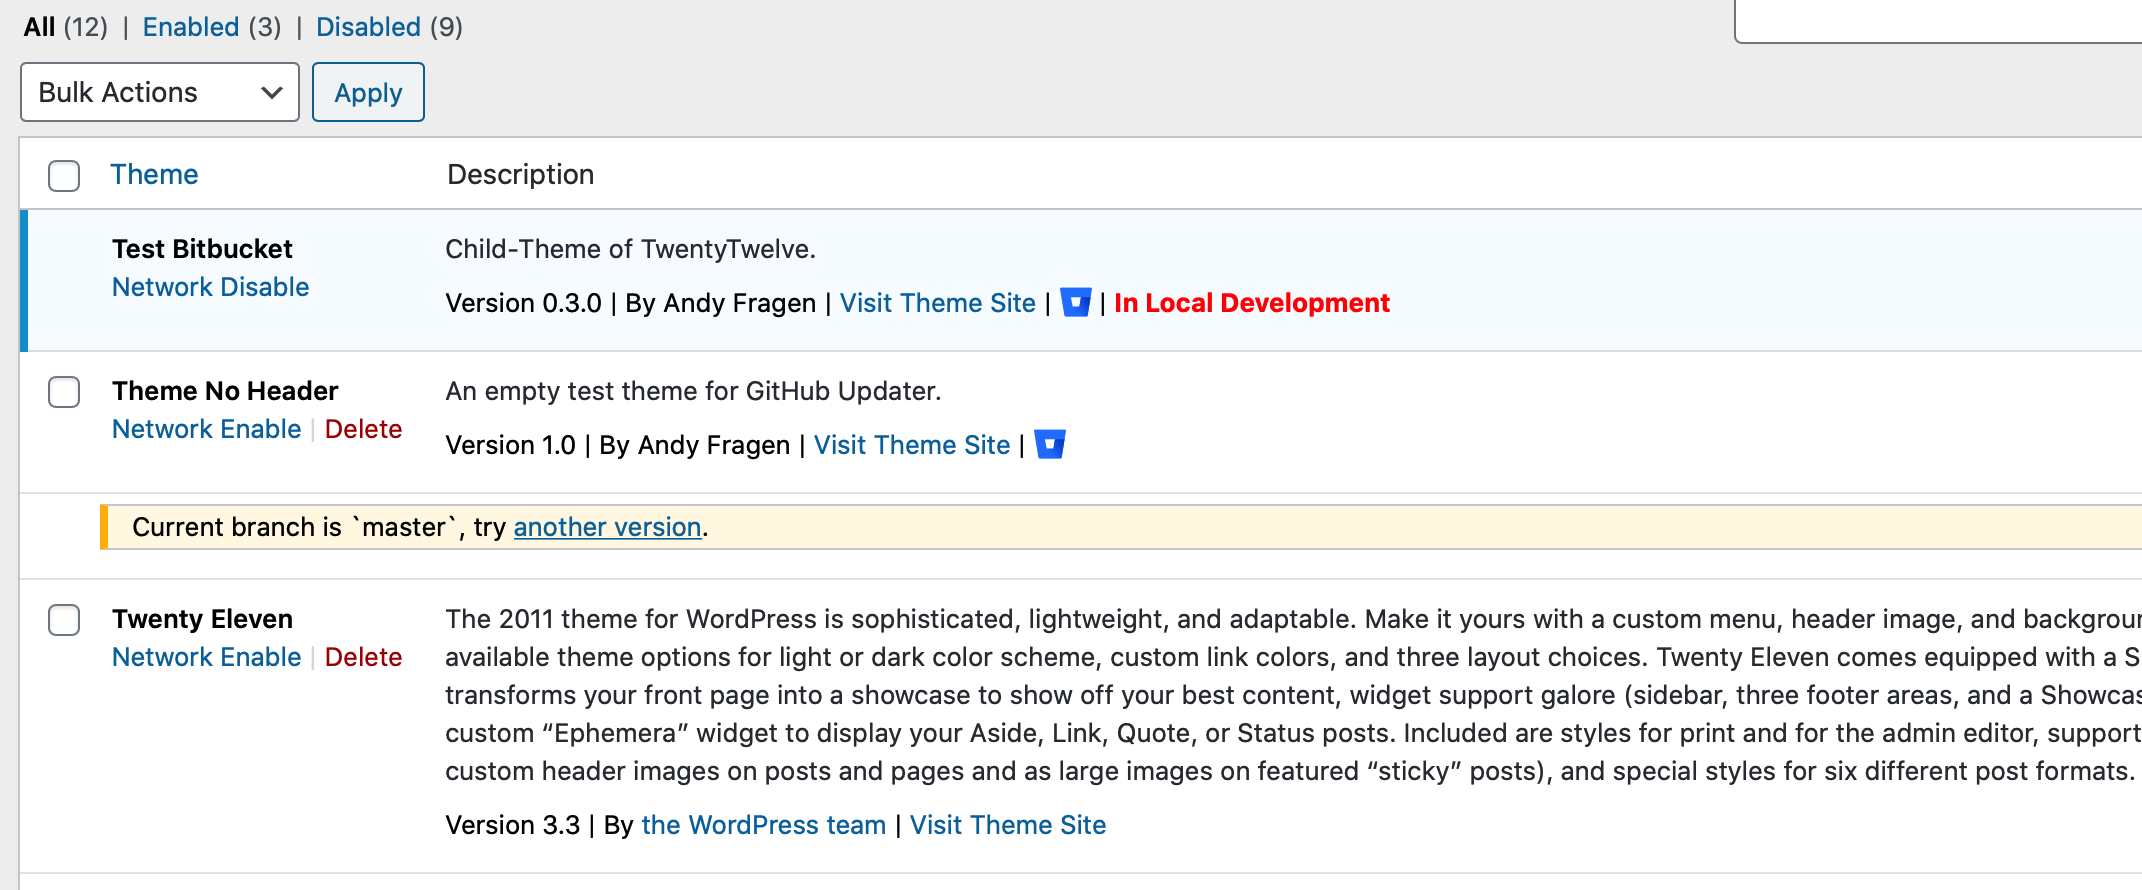 All (12) | Enabled (3) | Disabled (9)
Bulk Actions Apply
Theme Description
Test Bitbucket Child-Theme of TwentyTwelve.
Network Disable
Version 0.3.0 | By Andy Fragen | Visit Theme Site | | In Local Development
Theme No Header An empty test theme for GitHub Updater.
Network Enable | Delete
Version 1.0 | By Andy Fragen | Visit Theme Site |
Current branch is `master`, try another version.
Twenty Eleven The 2011 theme for WordPress is sophisticated, lightweight, and adaptable. Make it yours with a custom menu, header image, and
Network Enable | Delete available theme options for light or dark color scheme, custom link colors, and three layout choices. Twenty Eleven comes equipped with a
transforms your front page into a showcase to show off your best content, widget support galore (sidebar, three footer areas, and a
custom “Ephemera” widget to display your Aside, Link, Quote, or Status posts. Included are styles for print and for the admin editor, support
custom header images on posts and pages and as large images on featured “sticky” posts), and special styles for six different post formats.
Version 3.3 | By the WordPress team | Visit Theme Site